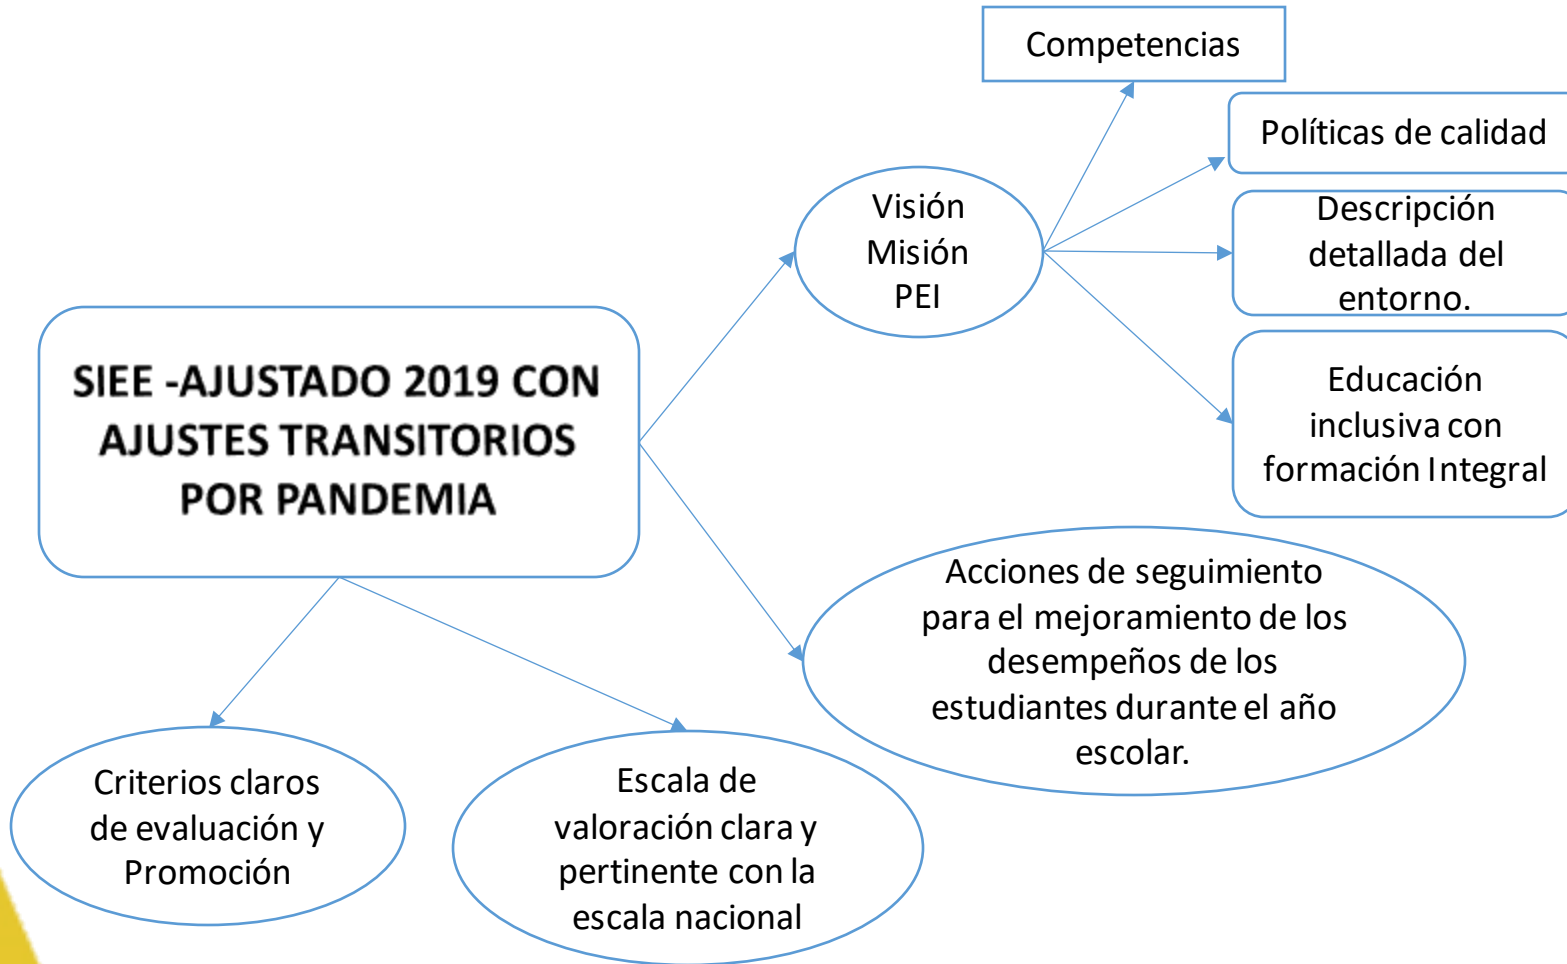 Competencias
Políticas de calidad
Visión
Misión
PEI
Descripción
detallada del
entorno.
SIEE -AJUSTADO 2019 CON
AJUSTES TRANSITORIOS
POR PANDEMIA
Educación
inclusiva con
formación Integral
Acciones de seguimiento
para el mejoramiento de los
desempeños de los
estudiantes durante el año
escolar.
Criterios claros
de evaluación y
Promoción
Escala de
valoración clara y
pertinente con la
escala nacional